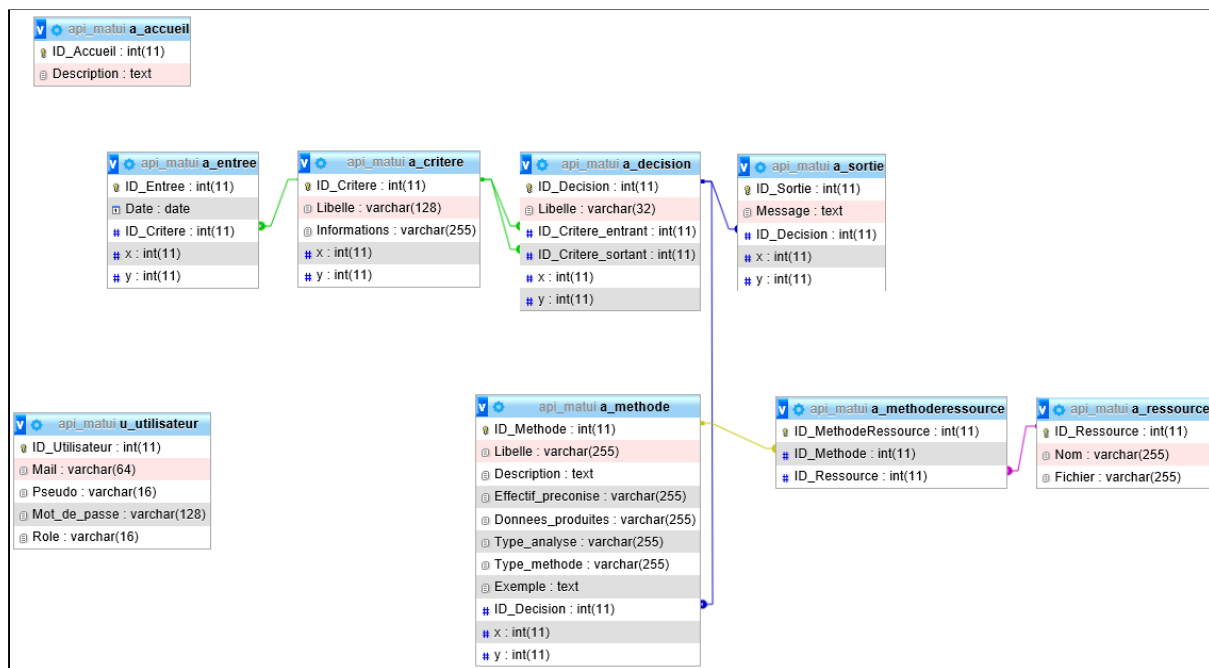 api_matui a_accueil
ID_Accueil : int(11)
Description : text
api_matui a_entree
ID_Entree : int(11)
Date : date
ID_Critere : int(11)
x : int(11)
y : int(11)
api_matui a_critere
ID_Critere : int(11)
Libelle : varchar(128)
Informations : varchar(255)
x : int(11)
y : int(11)
api_matui a_decision
ID_Decision : int(11)
Libelle : varchar(32)
ID_Critere_entrant : int(11)
ID_Critere_sortant : int(11)
x : int(11)
y : int(11)
api_matui a_sortie
ID_Sortie : int(11)
Message : text
ID_Decision : int(11)
x : int(11)
y : int(11)
api_matui u_utilisateur
ID_Utilisateur : int(11)
Mail : varchar(64)
Pseudo : varchar(16)
Mot_de_passe : varchar(128)
Role : varchar(16)
api_matui a_methode
ID_Methode : int(11)
Libelle : varchar(255)
Description : text
Effectif_preconise : varchar(255)
Donnees_produites : varchar(255)
Type_analyse : varchar(255)
Type_methode : varchar(255)
Exemple : text
ID_Decision : int(11)
x : int(11)
y : int(11)
api_matui a_methoderessource
ID_MethodeRessource : int(11)
ID_Methode : int(11)
ID_Ressource : int(11)
api_matui a_ressource
ID_Ressource : int(11)
Nom : varchar(255)
Fichier : varchar(255)